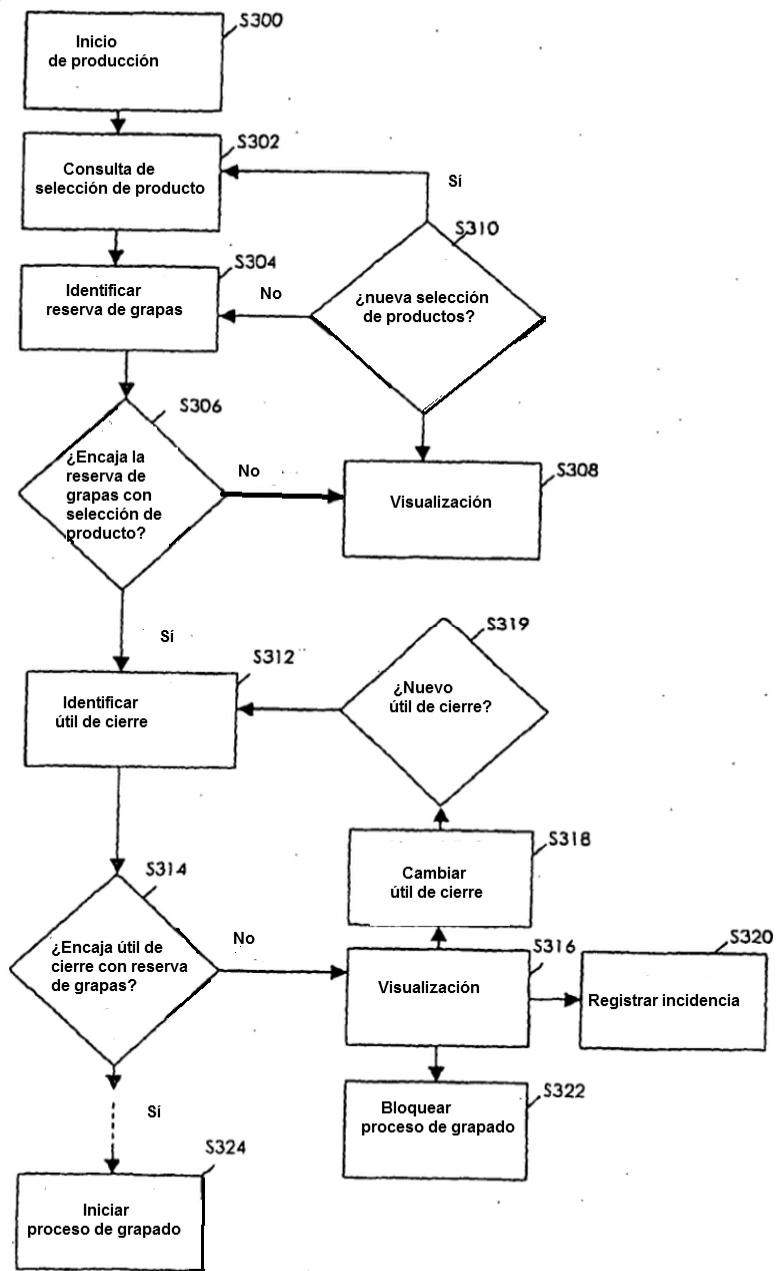 S300
Inicio
de producción
S302
Consulta de
selección de producto
Sí
S310
S304
Identificar
reserva de grapas
No
¿nueva selección
de productos?
S306
¿Encaja la
reserva de
grapas con
selección de
producto?
No
S308
Visualización
Sí
S319
S312
Identificar
útil de cierre
¿Nuevo
útil de cierre?
S318
Cambiar
útil de cierre
S314
¿Encaja útil de
cierre con reserva
de grapas?
No
S316
Visualización
S320
Registrar incidencia
S322
Bloquear
proceso de grapado
Sí
S324
Iniciar
proceso de grapado